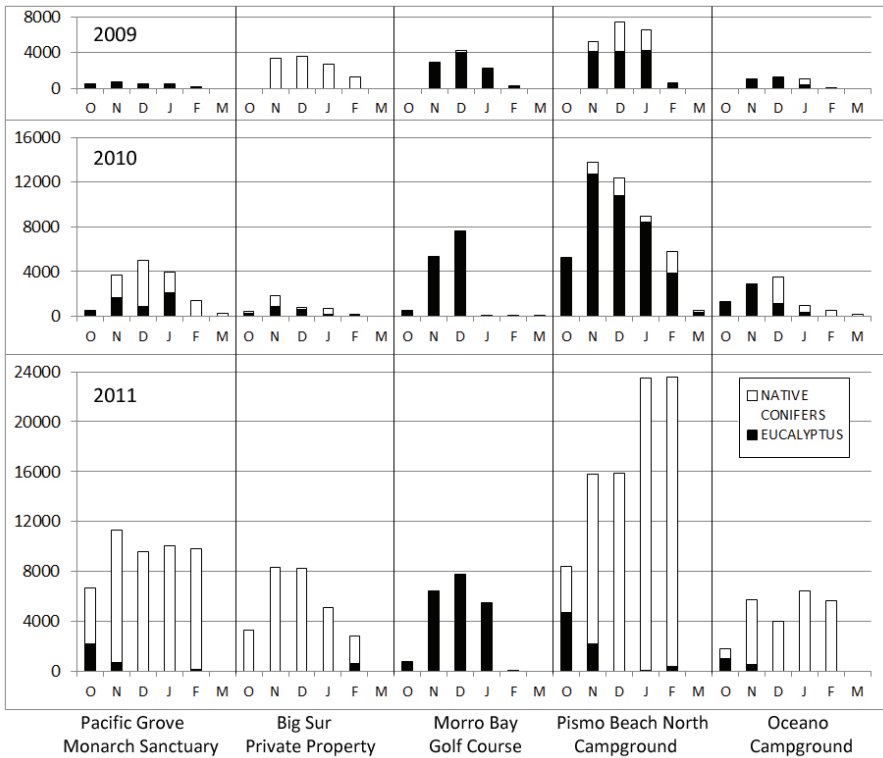 2009
8000
4000
0
O N D J F M O N D J F M O N D J F M O N D J F M O N D J F M
2010
16000
12000
8000
4000
0
O N D J F M O N D J F M O N D J F M O N D J F M O N D J F M
2011
24000
20000
16000
12000
8000
4000
0
NATIVE
CONIFERS
EUCALYPTUS
O N D J F M O N D J F M O N D J F M O N D J F M O N D J F M
Pacific Grove
Monarch Sanctuary
Big Sur
Private Property
Morro Bay
Golf Course
Pismo Beach North
Campground
Oceano
Campground